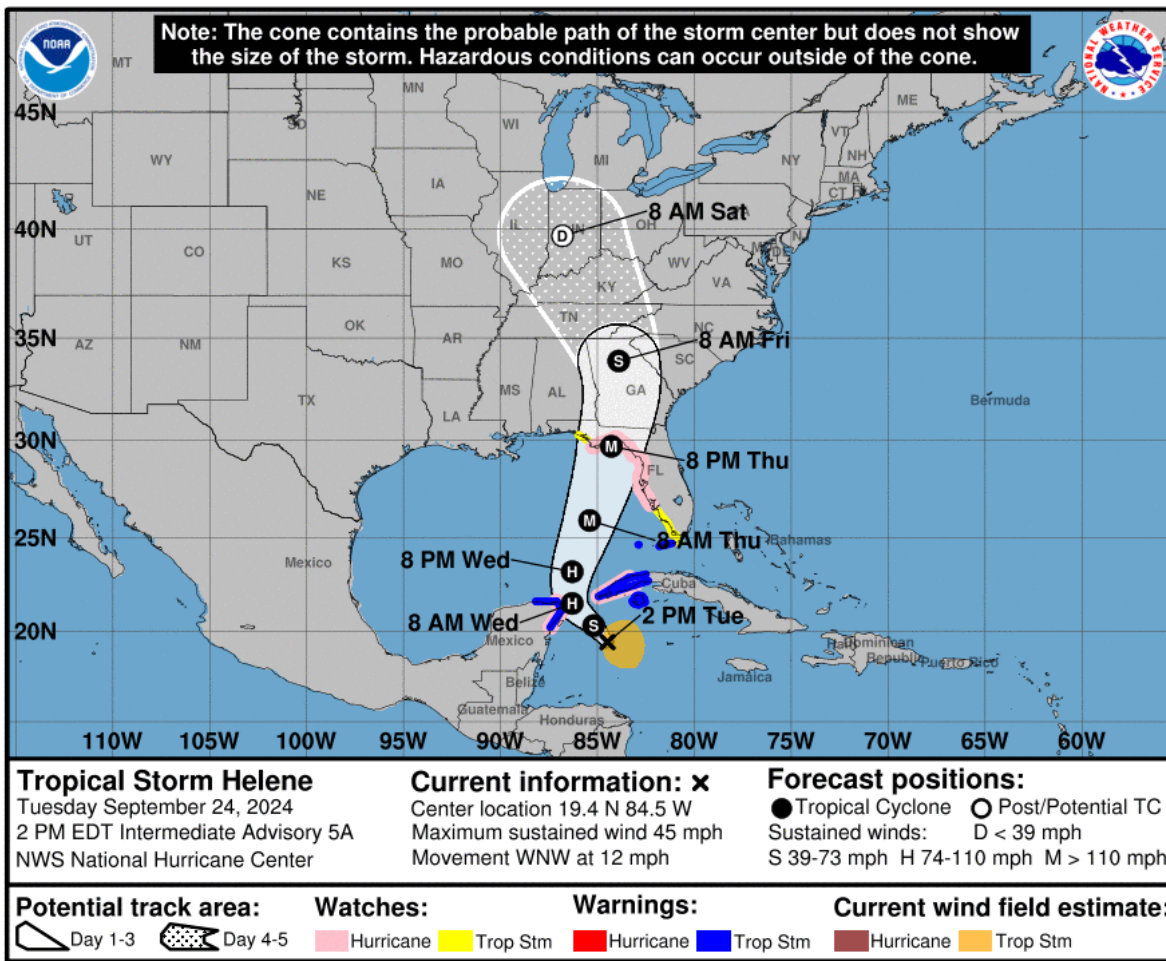 Note: The cone contains the probable path of the storm center but does not show
the size of the storm. Hazardous conditions can occur outside of the cone.
NOAA
NATIONAL WEATHER SERVICE
MT
MN
ME
45N
SD
WI
VT
NH
WY
MI
NY
MA
CT
IA
NE
8 AM Sat
40N
IL
D
IN
OH
UT
CO
KS
MO
WV
VA
KY
OK
TN
NC
35N
8 AM Fri
AZ
NM
AR
S
SC
TX
MS
AL
GA
Bermuda
LA
30N
M
8 PM Thu
FL
M
25N
8 AM Thu
Bahamas
Mexico
8 PM Wed
H
Cuba
8 AM Wed
H
2 PM Tue
20N
Mexico
S
Dominican
Republic
Puerto Rico
Jamaica
Belize
Guatemala
Honduras
110W 105W 100W 95W 90W 85W 80W 75W 70W 65W 60W
Tropical Storm Helene
Tuesday September 24, 2024
2 PM EDT Intermediate Advisory 5A
NWS National Hurricane Center
Current information: ×
Center location 19.4 N 84.5 W
Maximum sustained wind 45 mph
Movement WNW at 12 mph
Forecast positions:
Tropical Cyclone Post/Potential TC
Sustained winds: D < 39 mph
S 39-73 mph H 74-110 mph M > 110 mph
Potential track area:
Day 1-3 Day 4-5
Watches:
Hurricane Trop Stm
Warnings:
Hurricane Trop Stm
Current wind field estimate:
Hurricane Trop Stm